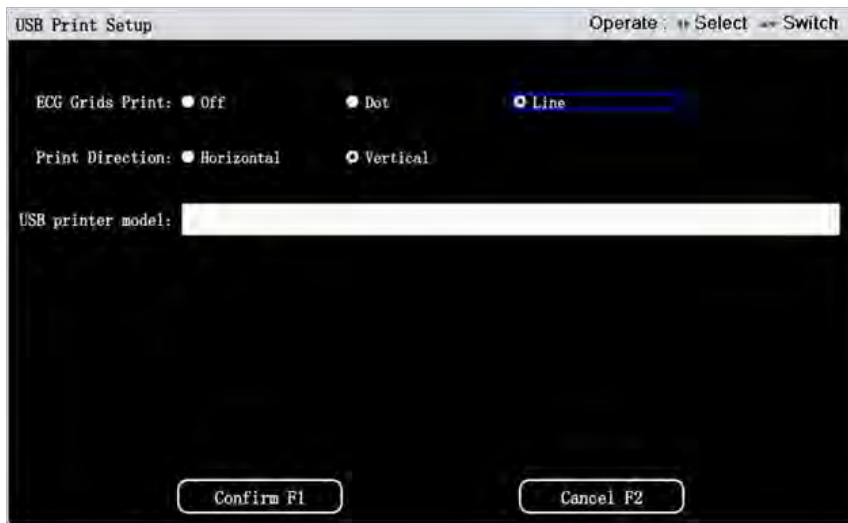 USB Print Setup Operate : Select Switch
ECG Grids Print: Off Dot Line
Print Direction: Horizontal Vertical
USB printer model:
Confirm F1 Cancel F2